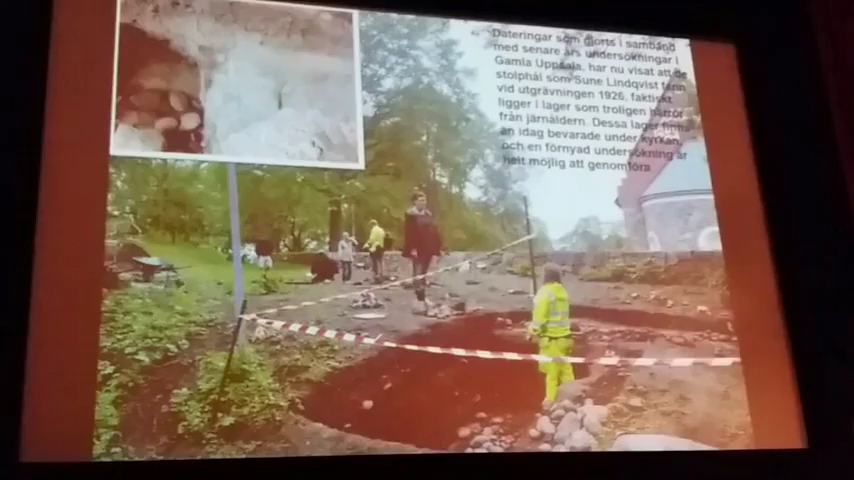 Dateringar som gjorts i samband
med senare års undersökningar i
Gamla Uppsala, har nu visat att de
stolphål som Sune Lindqvist fann
vid utgrävningen 1926, faktiskt
ligger i lager som troligen härrör
från järnåldern. Dessa lager finns
än idag bevarade under kyrkan,
och en förnyad undersökning är
helt möjlig att genomföra